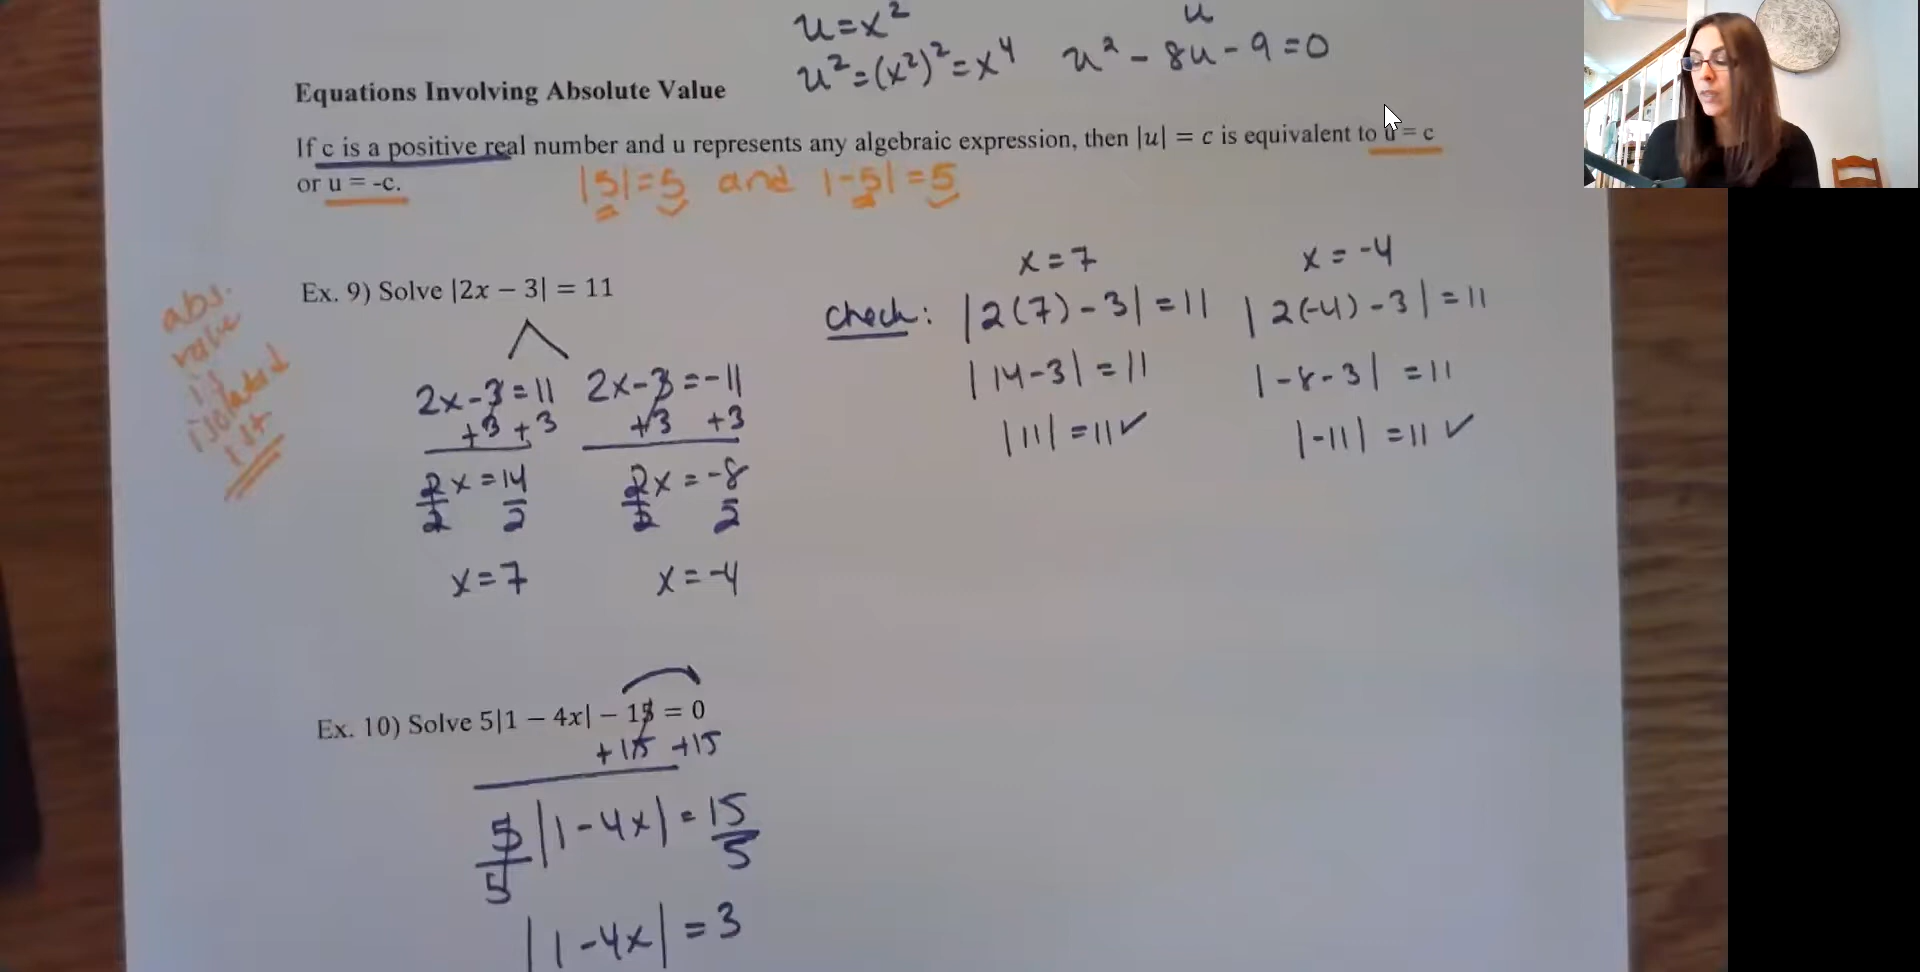 u = x²
u² = (x²)² = x⁴
u
u² - 8u - 9 = 0
Equations Involving Absolute Value
If c is a positive real number and u represents any algebraic expression, then |u| = c is equivalent to u = c
or u = -c.
|5| = 5 and |-5| = 5
abs.
value
is
isolated
1st
Ex. 9) Solve |2x − 3| = 11
2x-3 = 11
+3 +3
2x = 14
2 2
x = 7
2x-3 = -11
+3 +3
2x = -8
2 2
x = -4
check:
x = 7
|2(7) - 3| = 11
|14-3| = 11
|11| = 11 ✓
x = -4
|2(-4) - 3| = 11
|-8-3| = 11
|-11| = 11 ✓
Ex. 10) Solve 5|1 − 4x| − 15 = 0
+15 +15
5|1-4x| = 15
5 5
|1-4x| = 3